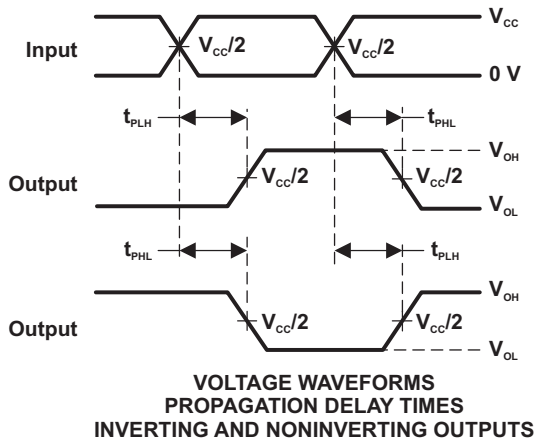 V_CC
Input
V_CC/2
V_CC/2
0 V
t_PLH
t_PHL
V_OH
Output
V_CC/2
V_CC/2
V_OL
t_PHL
t_PLH
V_OH
Output
V_CC/2
V_CC/2
V_OL
VOLTAGE WAVEFORMS
PROPAGATION DELAY TIMES
INVERTING AND NONINVERTING OUTPUTS